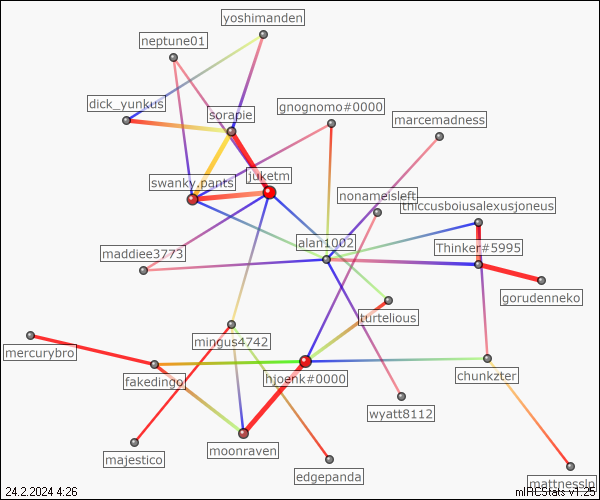 yoshimanden
neptune01
dick_yunkus
sorapie
gnognomo#0000
marcemadness
swanky.pants
juketm
nonameisleft
thiccusboiusalexusjoneus
alan1002
Thinker#5995
maddiee3773
gorudenneko
turtelious
mingus4742
mercurybro
fakedingo
hjoenk#0000
chunkzter
wyatt8112
majestico
moonraven
edgepanda
mattnessln
24.2.2024 4:26
mIRCStats v1.25